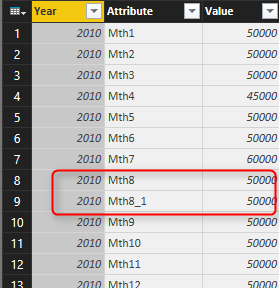 Year Attribute Value
1 2010 Mth1 50000
2 2010 Mth2 50000
3 2010 Mth3 50000
4 2010 Mth4 45000
5 2010 Mth5 50000
6 2010 Mth6 50000
7 2010 Mth7 60000
8 2010 Mth8 50000
9 2010 Mth8_1 50000
10 2010 Mth9 50000
11 2010 Mth10 50000
12 2010 Mth11 50000
13 2010 Mth12 50000